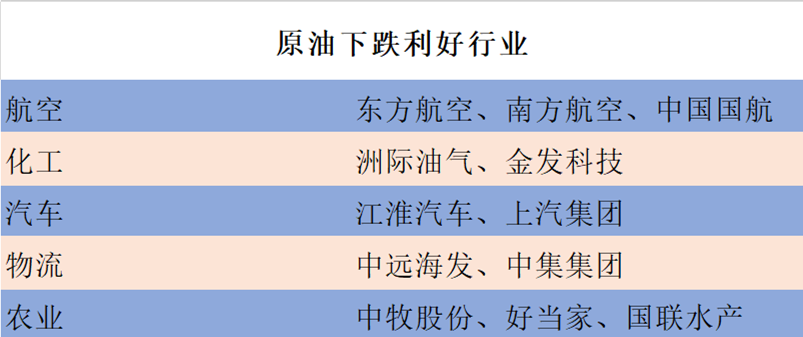 原油下跌利好行业
航空 东方航空、南方航空、中国国航
化工 洲际油气、金发科技
汽车 江淮汽车、上汽集团
物流 中远海发、中集集团
农业 中牧股份、好当家、国联水产